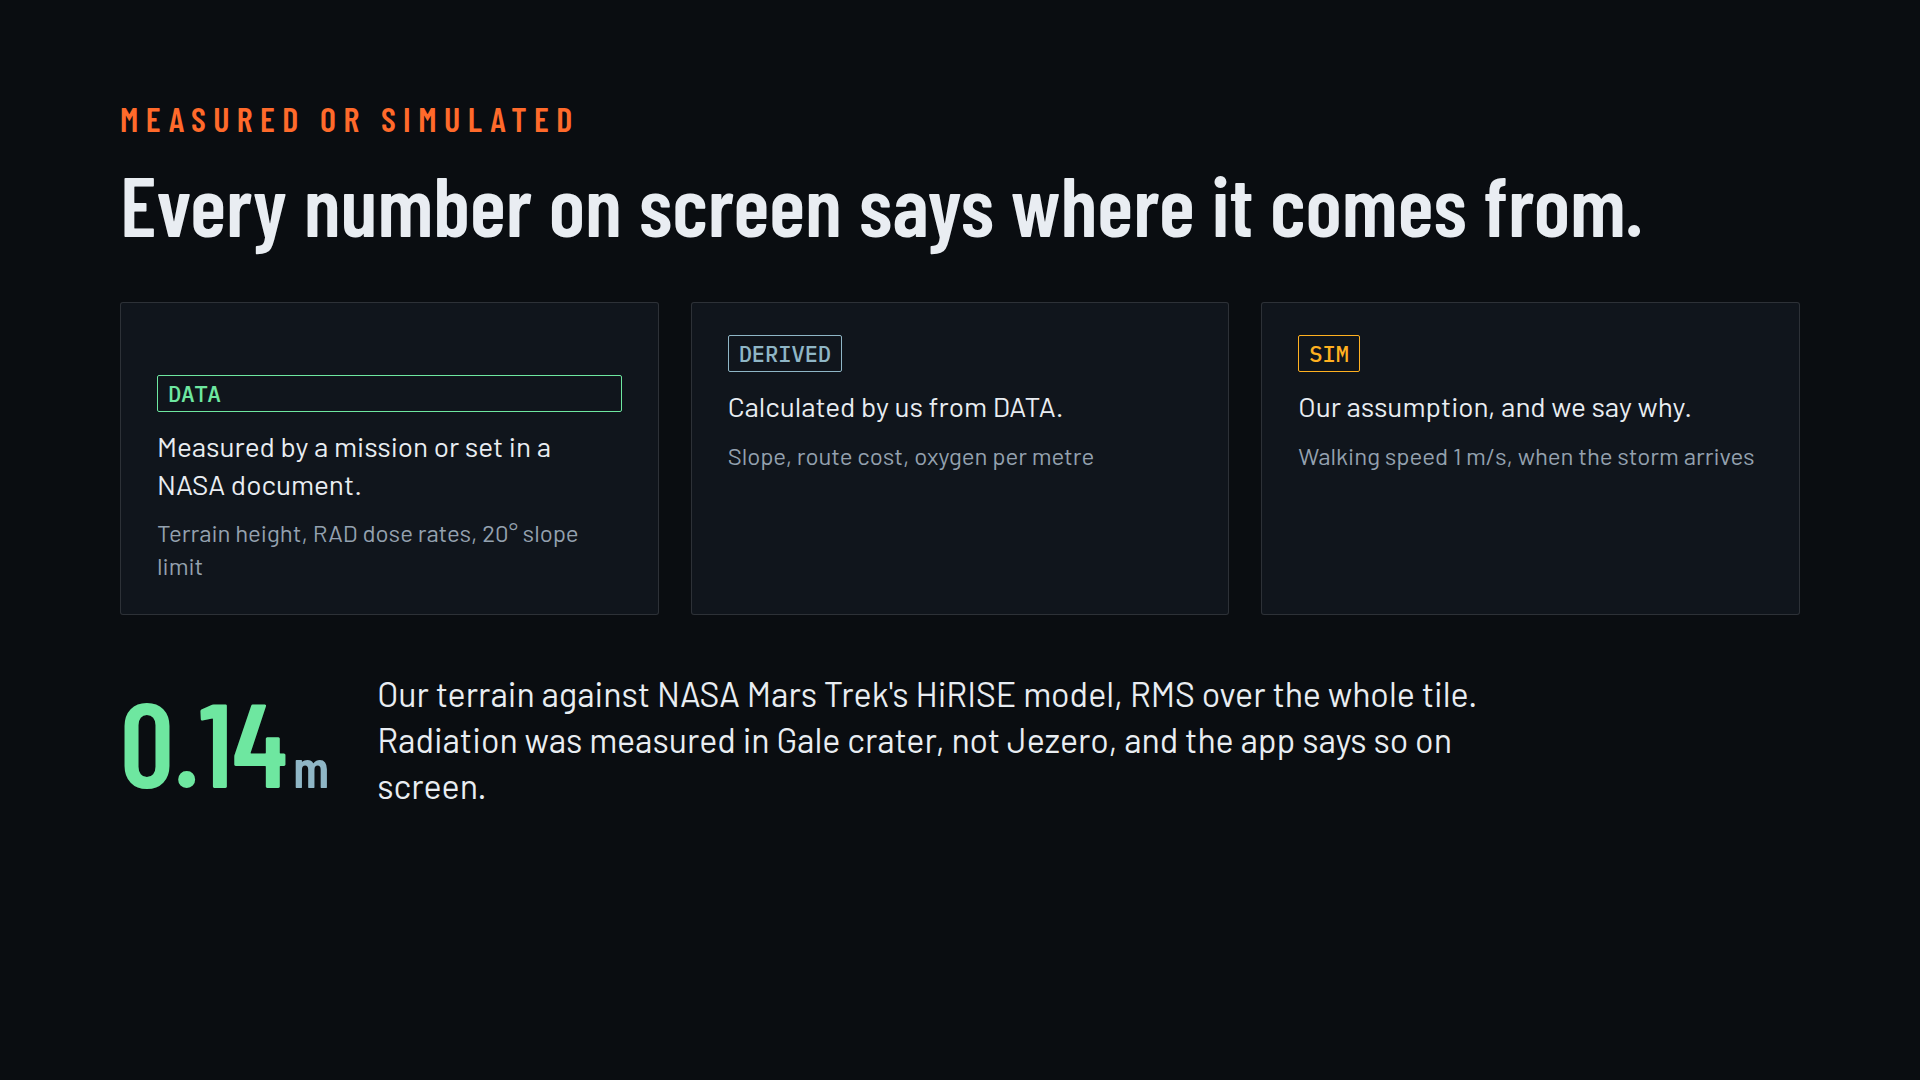 MEASURED OR SIMULATED
Every number on screen says where it comes from.
DATA
Measured by a mission or set in a
NASA document.
Terrain height, RAD dose rates, 20° slope
limit
DERIVED
Calculated by us from DATA.
Slope, route cost, oxygen per metre
SIM
Our assumption, and we say why.
Walking speed 1 m/s, when the storm arrives
0.14 m
Our terrain against NASA Mars Trek's HiRISE model, RMS over the whole tile.
Radiation was measured in Gale crater, not Jezero, and the app says so on
screen.